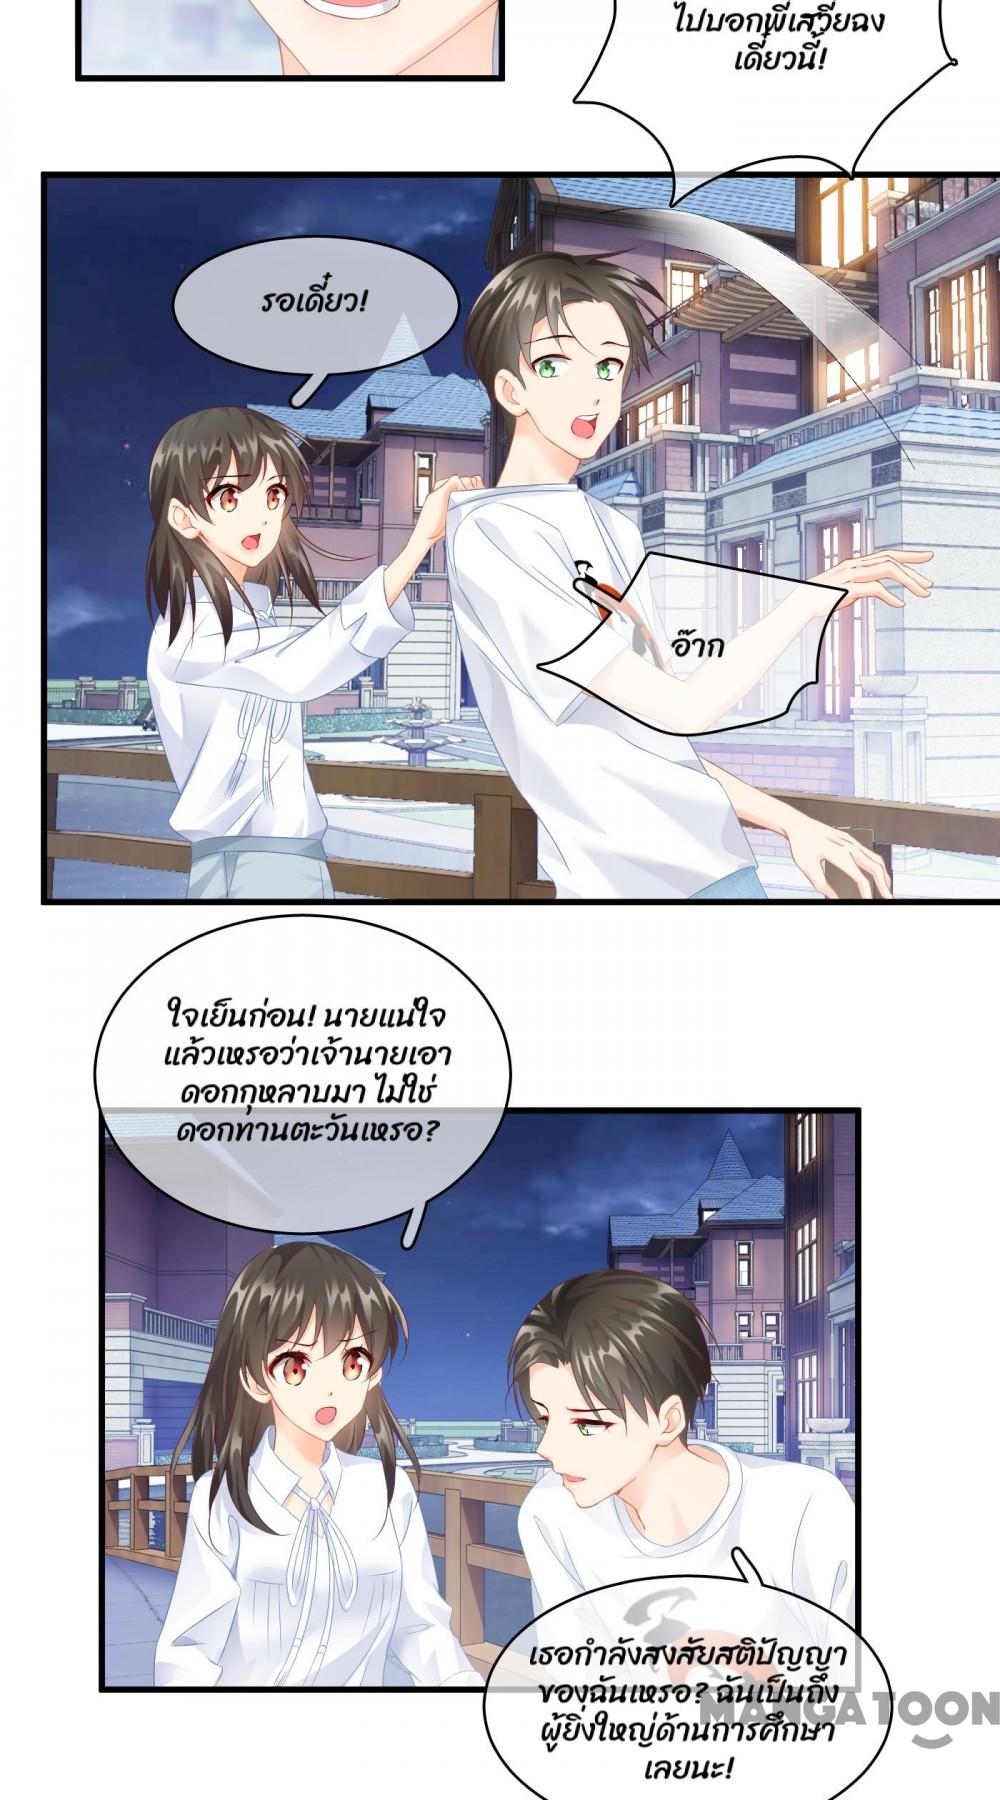 ไปบอกพี่เสวี่ยฉง
เดี๋ยวนี้!
รอเดี๋ยว!
อ๊าก
ใจเย็นก่อน! นายแน่ใจ
แล้วเหรอว่าเจ้านายเอา
ดอกกุหลาบมา ไม่ใช่
ดอกทานตะวันเหรอ?
เธอกำลังสงสัยสติปัญญา
ของฉันเหรอ? ฉันเป็นถึง
ผู้ยิ่งใหญ่ด้านการศึกษา
เลยนะ!
MANGATOON